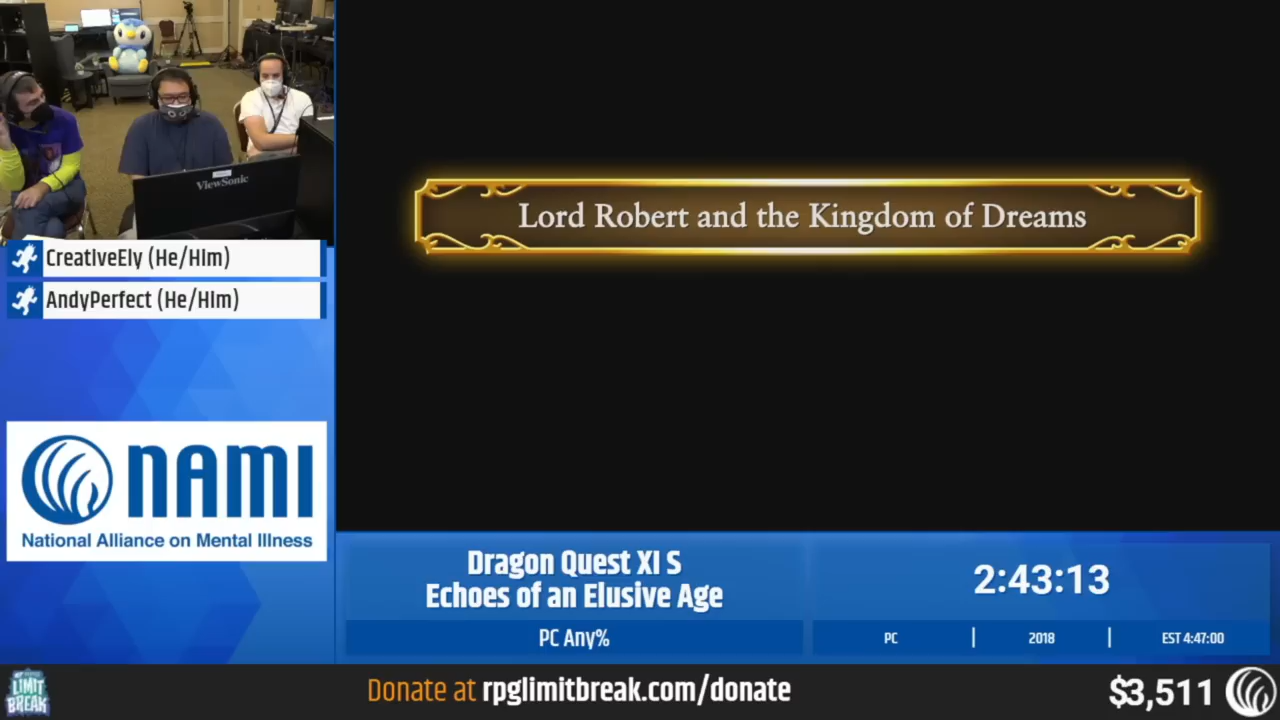 ViewSonic
Lord Robert and the Kingdom of Dreams
CreativeEly (He/Him)
AndyPerfect (He/Him)
NAMI
National Alliance on Mental Illness
Dragon Quest XI S
Echoes of an Elusive Age
PC Any%
2:43:13
PC | 2018 | EST 4:47:00
LIMIT
BREAK
Donate at rpglimitbreak.com/donate
$3,511